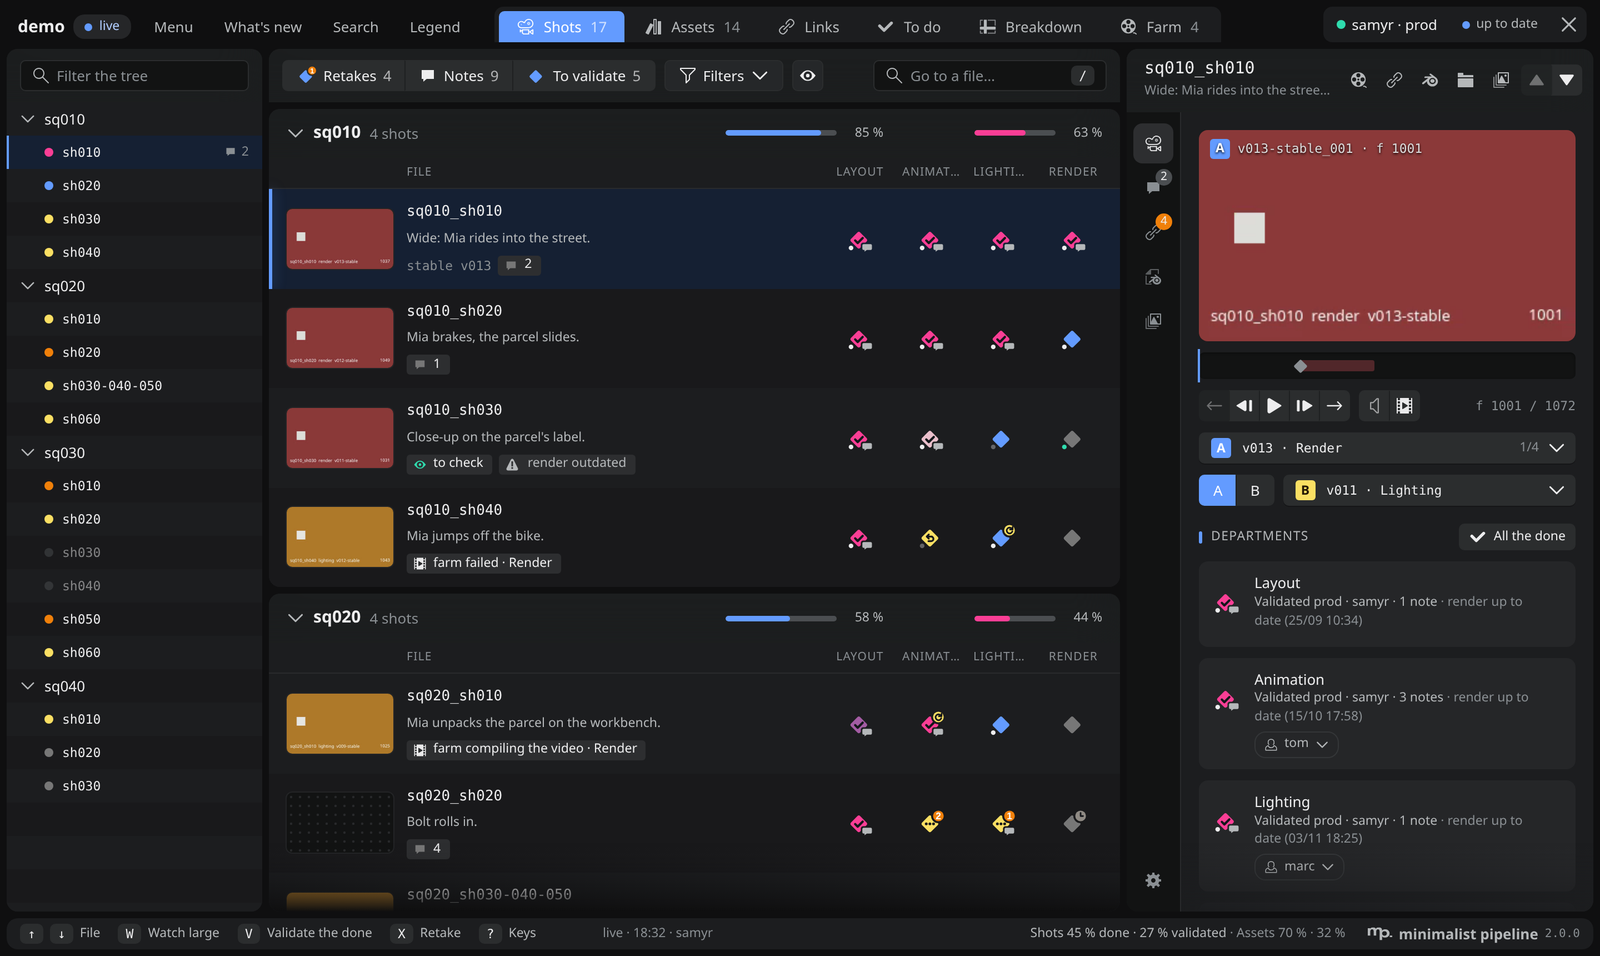 demo
live
Menu
What's new
Search
Legend
Shots 17
Assets 14
Links
To do
Breakdown
Farm 4
samyr · prod
up to date
Filter the tree
sq010
sh010 2
sh020
sh030
sh040
sq020
sh010
sh020
sh030-040-050
sh060
sq030
sh010
sh020
sh030
sh040
sh050
sh060
sq040
sh010
sh020
sh030
1
Retakes 4
Notes 9
To validate 5
Filters
Go to a file...
/
sq010 4 shots 85 % 63 %
FILE LAYOUT ANIMAT... LIGHTI... RENDER
sq010_sh010
Wide: Mia rides into the street.
stable v013 2
sq010_sh020
Mia brakes, the parcel slides.
1
sq010_sh030
Close-up on the parcel's label.
to check
render outdated
sq010_sh040
Mia jumps off the bike.
farm failed · Render
sq020 4 shots 58 % 44 %
FILE LAYOUT ANIMAT... LIGHTI... RENDER
sq020_sh010
Mia unpacks the parcel on the workbench.
farm compiling the video · Render
sq020_sh020
Bolt rolls in.
4
2
1
sq020_sh030-040-050
sq010_sh010
Wide: Mia rides into the stree...
2
4
A v013-stable_001 · f 1001
sq010_sh010 render v013-stable 1001
f 1001 / 1072
A v013 · Render 1/4
A B
B v011 · Lighting
DEPARTMENTS
All the done
Layout
Validated prod · samyr · 1 note · render up to
date (25/09 10:34)
Animation
Validated prod · samyr · 3 notes · render up to
date (15/10 17:58)
tom
Lighting
Validated prod · samyr · 1 note · render up to
date (03/11 18:25)
marc
↑ ↓ File
W Watch large
V Validate the done
X Retake
? Keys
live · 18:32 · samyr
Shots 45 % done · 27 % validated · Assets 70 % · 32 %
mp. minimalist pipeline 2.0.0